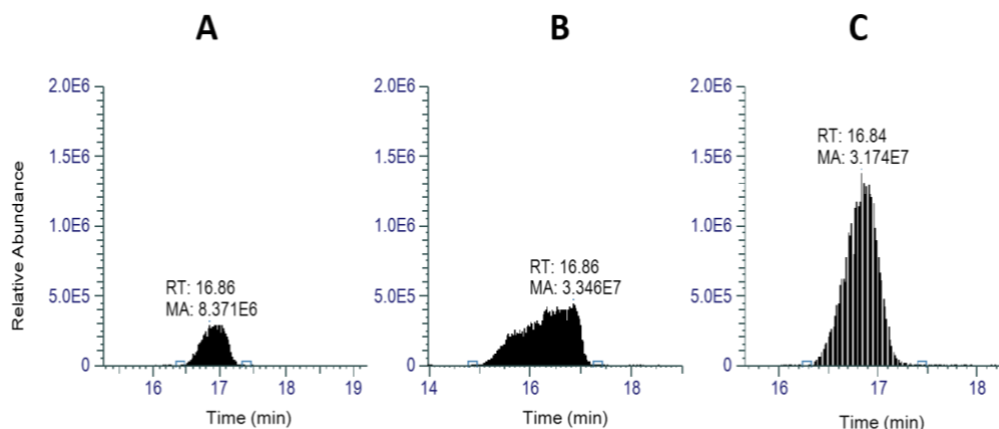 A
B
C
Relative Abundance
2.0E6
1.5E6
1.0E6
5.0E5
0
RT: 16.86
MA: 8.371E6
16
17
18
19
Time (min)
2.0E6
1.5E6
1.0E6
5.0E5
0
RT: 16.86
MA: 3.346E7
14
16
18
Time (min)
2.0E6
1.5E6
1.0E6
5.0E5
0
RT: 16.84
MA: 3.174E7
16
17
18
Time (min)